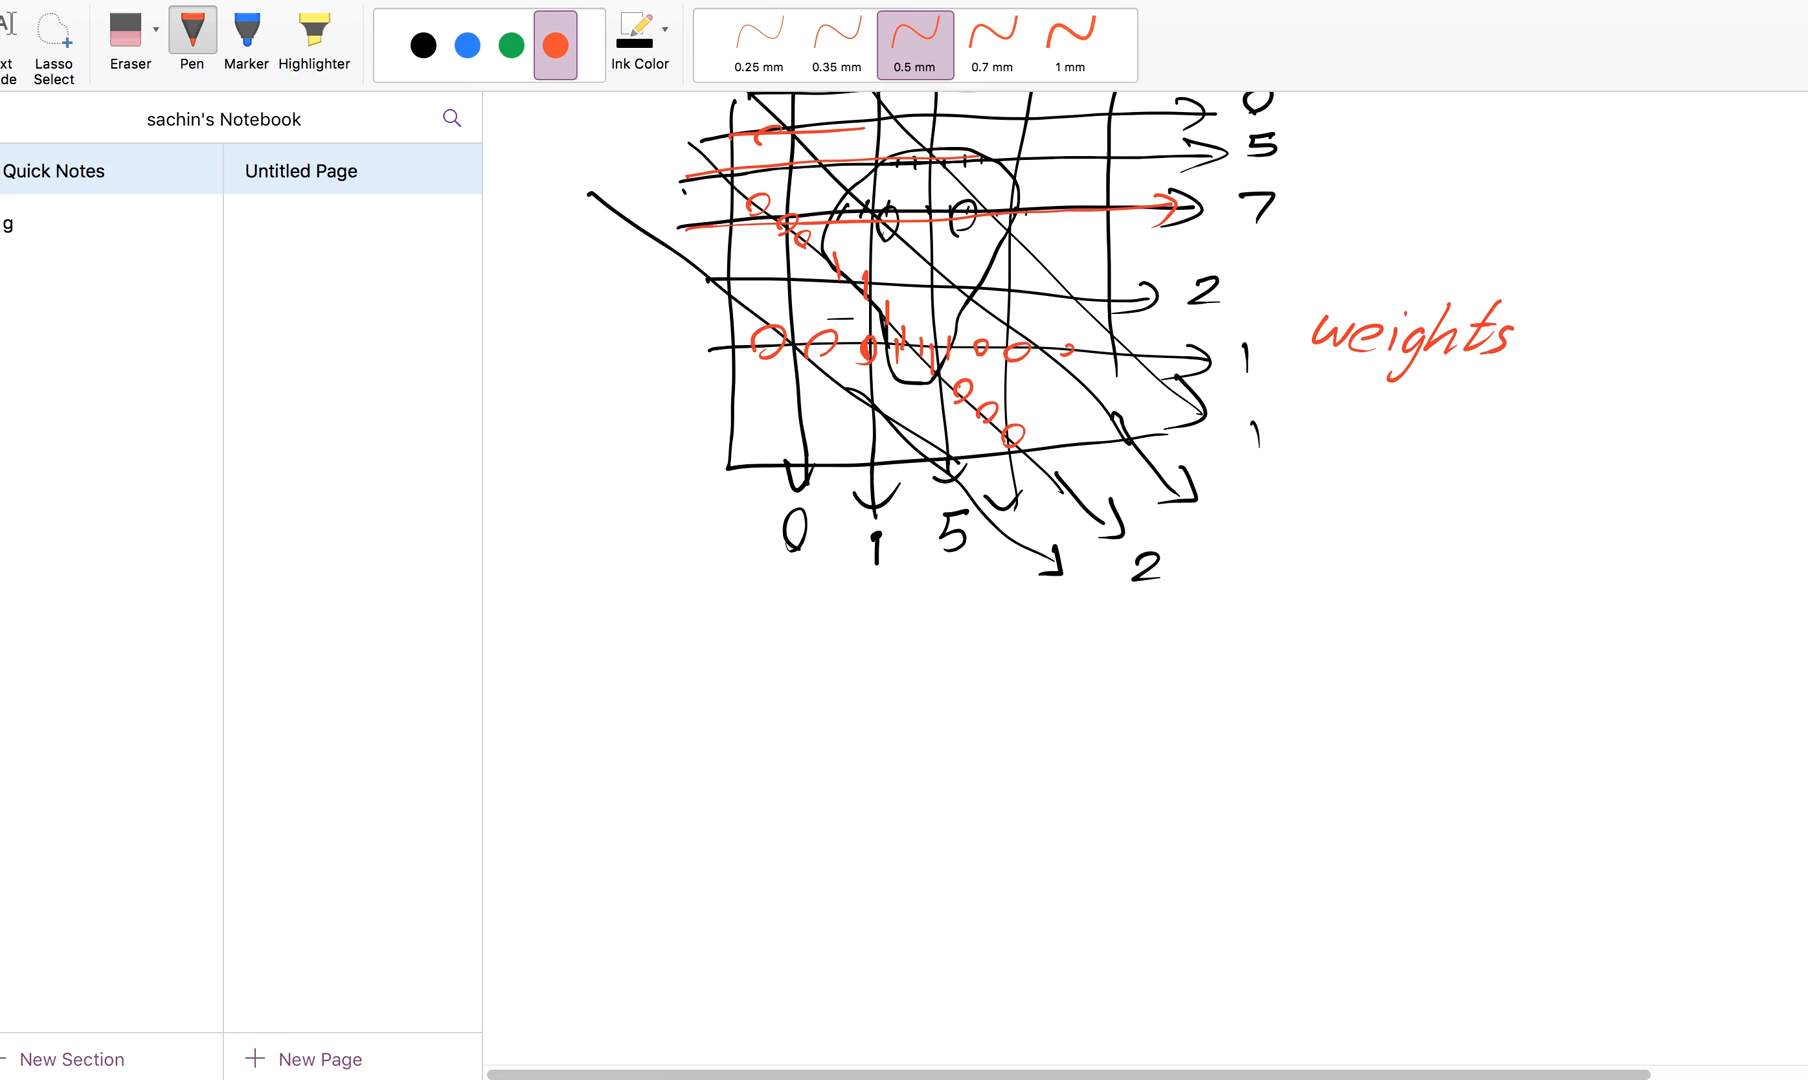 Lasso
Select
Eraser
Pen
Marker
Highlighter
Ink Color
0.25 mm
0.35 mm
0.5 mm
0.7 mm
1 mm
sachin's Notebook
Quick Notes
Untitled Page
g
0
5
7
2
weights
1
1
0 1 5
2
New Section
New Page